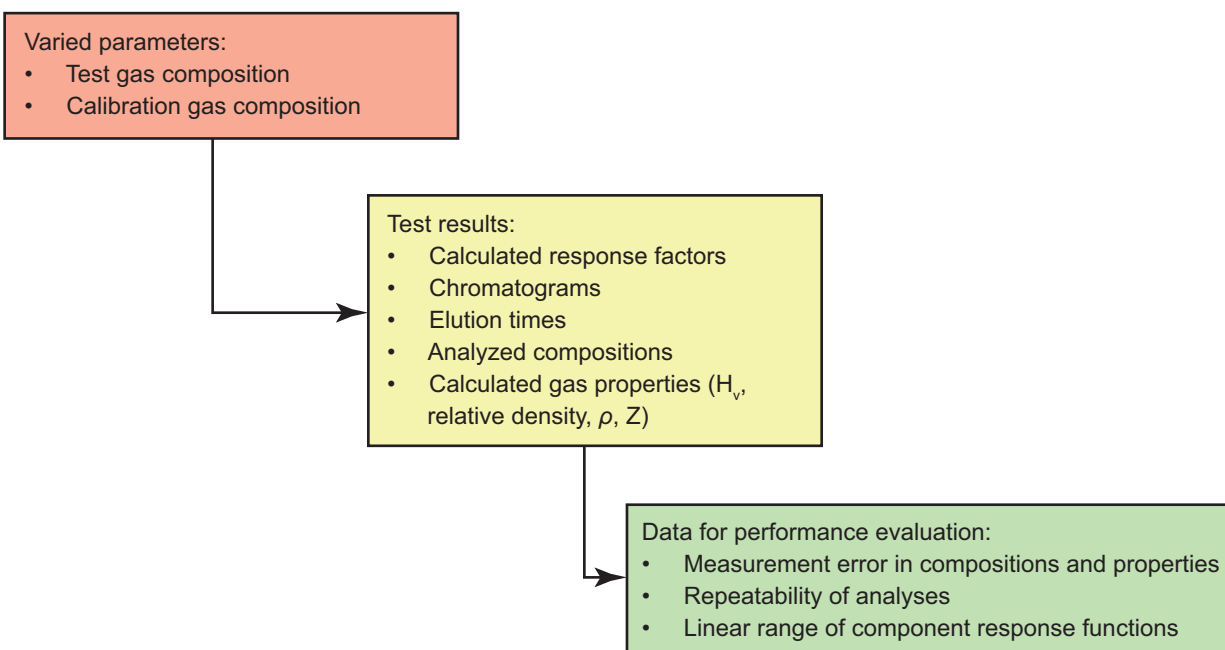 Varied parameters:
• Test gas composition
• Calibration gas composition
Test results:
• Calculated response factors
• Chromatograms
• Elution times
• Analyzed compositions
• Calculated gas properties (Hᵥ,
relative density, ρ, Z)
Data for performance evaluation:
• Measurement error in compositions and properties
• Repeatability of analyses
• Linear range of component response functions